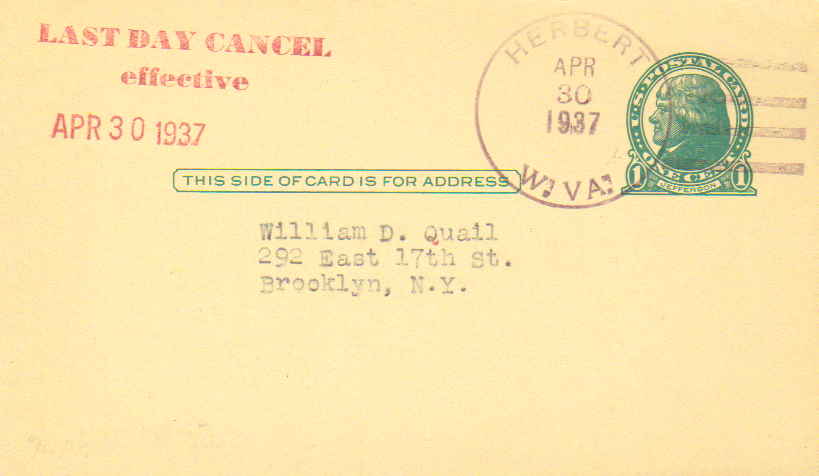 LAST DAY CANCEL
effective
APR 30 1937
HERBERT
APR
30
1937
W. VA.
U.S. POSTAL CARD
ONE CENT
1 JEFFERSON 1
THIS SIDE OF CARD IS FOR ADDRESS
William D. Quail
292 East 17th St.
Brooklyn, N.Y.